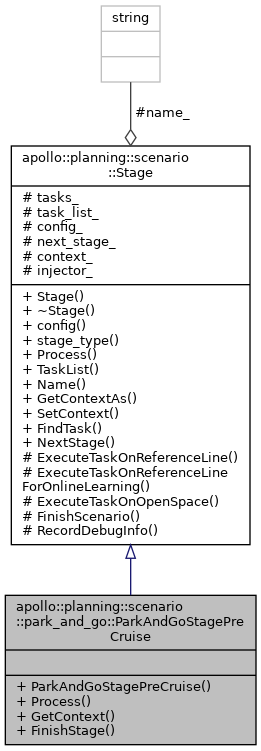 string
#name_
apollo::planning::scenario
::Stage
# tasks_
# task_list_
# config_
# next_stage_
# context_
# injector_
+ Stage()
+ ~Stage()
+ config()
+ stage_type()
+ Process()
+ TaskList()
+ Name()
+ GetContextAs()
+ SetContext()
+ FindTask()
+ NextStage()
# ExecuteTaskOnReferenceLine()
# ExecuteTaskOnReferenceLine
ForOnlineLearning()
# ExecuteTaskOnOpenSpace()
# FinishScenario()
# RecordDebugInfo()
apollo::planning::scenario
::park_and_go::ParkAndGoStagePre
Cruise
+ ParkAndGoStagePreCruise()
+ Process()
+ GetContext()
+ FinishStage()